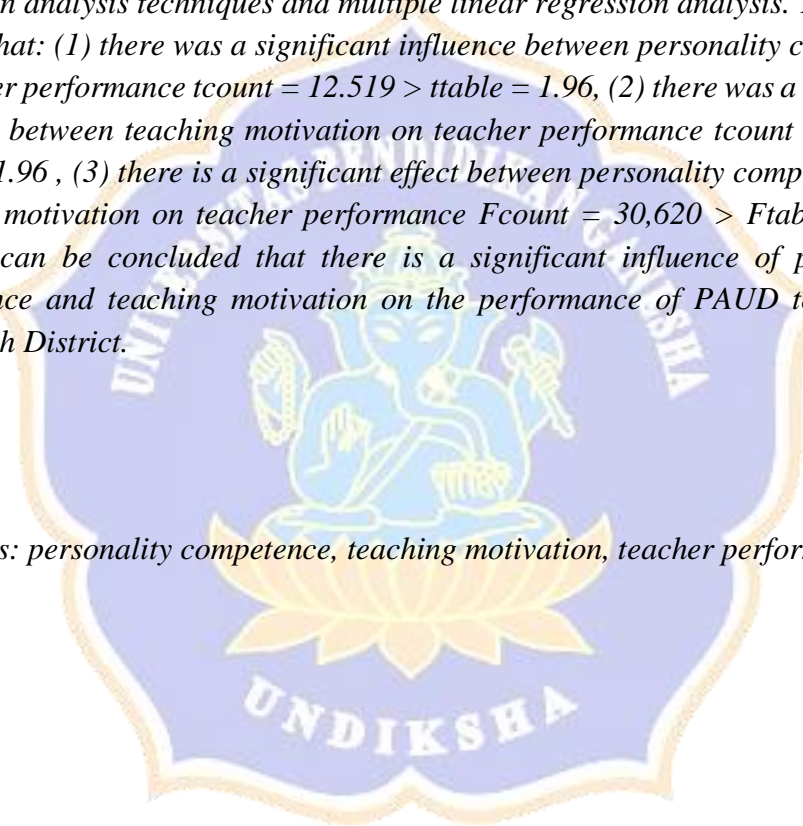 analysis techniques and multiple linear regression analysis.
hat: (1) there was a significant influence between personality c
er performance tcount = 12.519 > ttable = 1.96, (2) there was a
between teaching motivation on teacher performance tcount
1.96 , (3) there is a significant effect between personality comp
motivation on teacher performance Fcount = 30,620 > Ftab
can be concluded that there is a significant influence of p
nce and teaching motivation on the performance of PAUD t
h District.
s: personality competence, teaching motivation, teacher perfor
UNIVERSITAS PENDIDIKAN GANESHA
UNDIKSHA